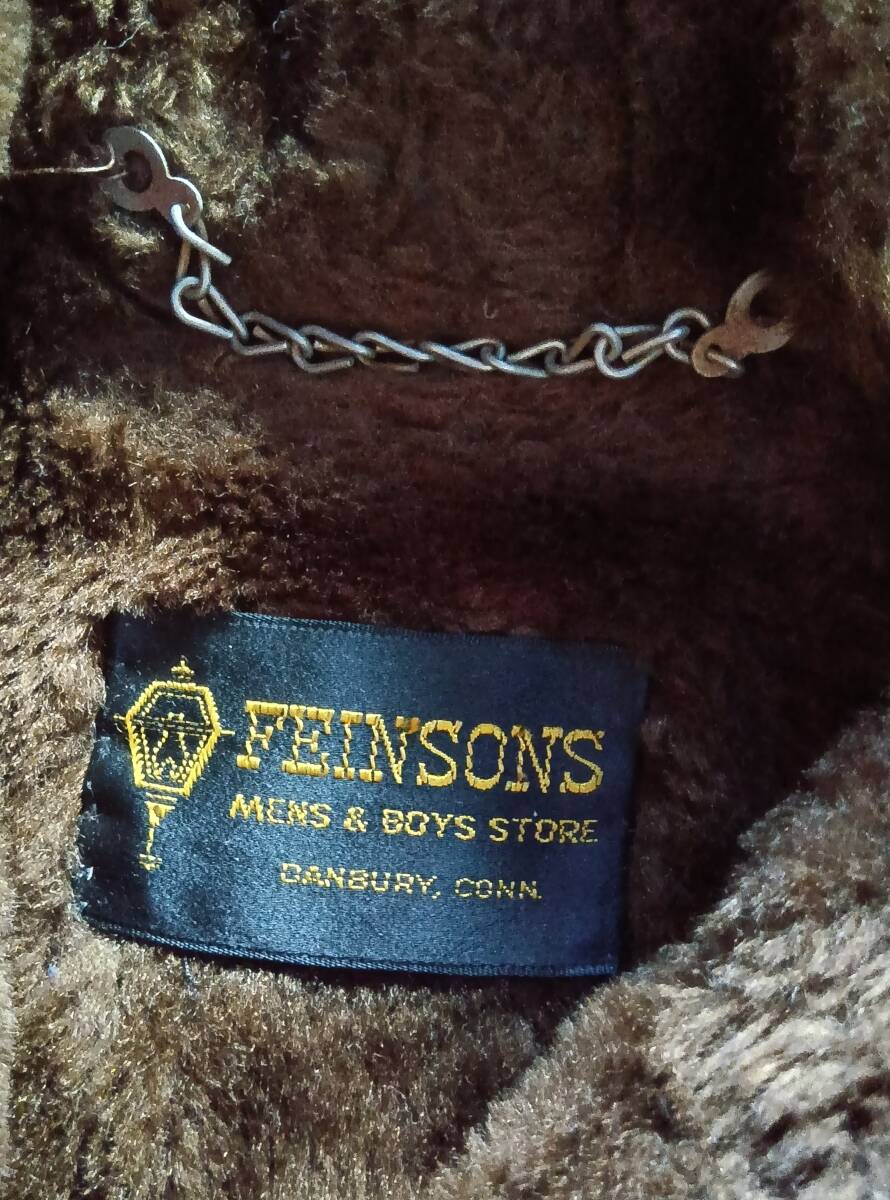 FEINSONS
MENS & BOYS STORE
DANBURY, CONN.